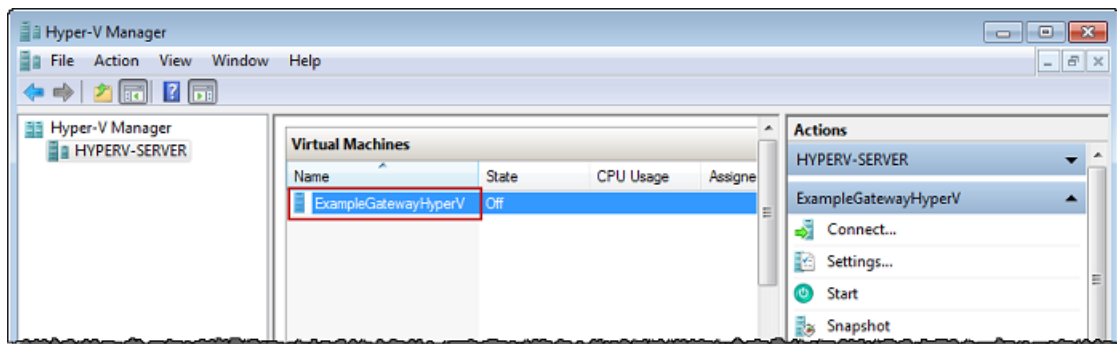 Hyper-V Manager
File Action View Window Help
Hyper-V Manager
HYPERV-SERVER
Virtual Machines
Name State CPU Usage Assigne
ExampleGatewayHyperV Off
Actions
HYPERV-SERVER
ExampleGatewayHyperV
Connect...
Settings...
Start
Snapshot